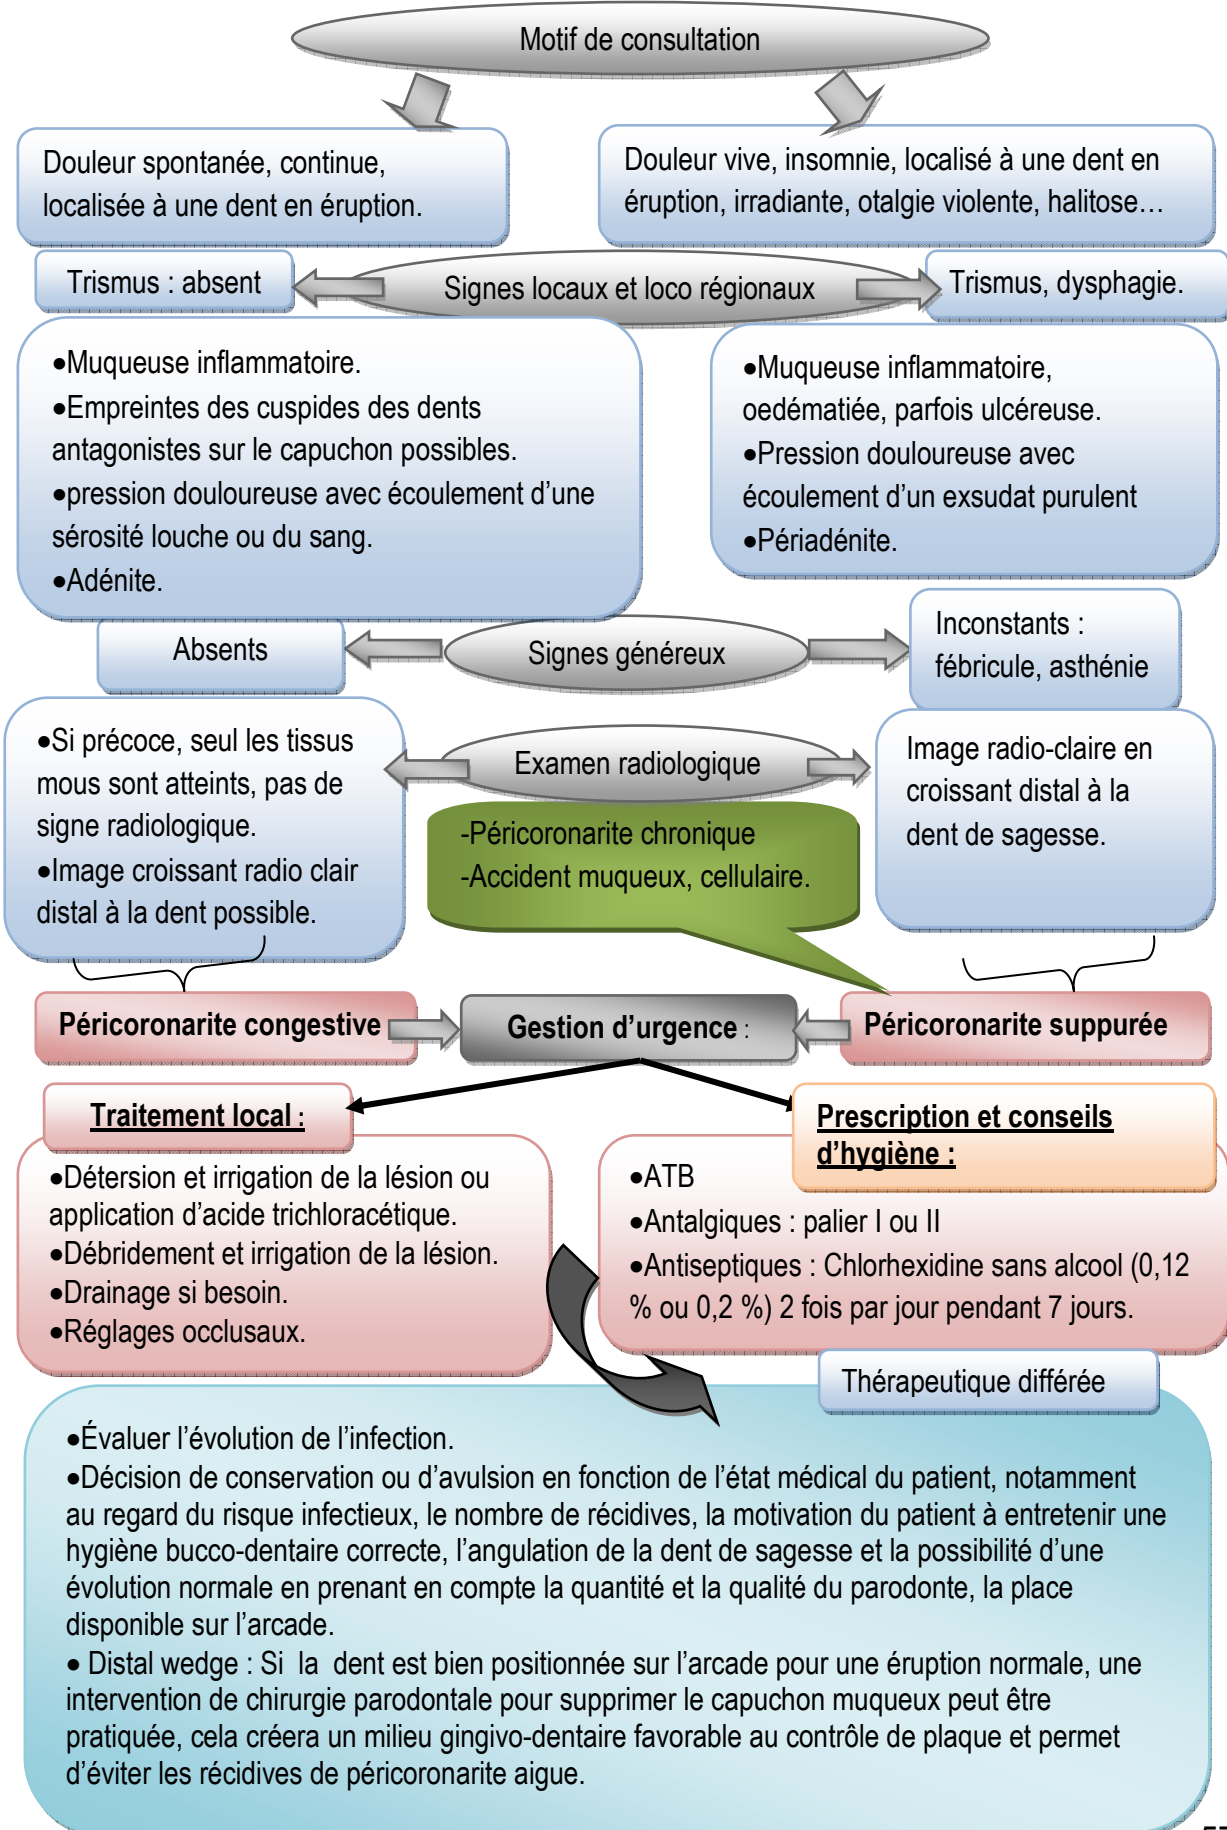 Motif de consultation
Douleur spontanée, continue,
localisée à une dent en éruption.
Douleur vive, insomnie, localisé à une dent en
éruption, irradiante, otalgie violente, halitose…
Trismus : absent
Signes locaux et loco régionaux
Trismus, dysphagie.
•Muqueuse inflammatoire.
•Empreintes des cuspides des dents
antagonistes sur le capuchon possibles.
•pression douloureuse avec écoulement d’une
sérosité louche ou du sang.
•Adénite.
•Muqueuse inflammatoire,
oedématiée, parfois ulcéreuse.
•Pression douloureuse avec
écoulement d’un exsudat purulent
•Périadénite.
Absents
Signes généreux
Inconstants :
fébricule, asthénie
•Si précoce, seul les tissus
mous sont atteints, pas de
signe radiologique.
•Image croissant radio clair
distal à la dent possible.
Examen radiologique
Image radio-claire en
croissant distal à la
dent de sagesse.
-Péricoronarite chronique
-Accident muqueux, cellulaire.
Péricoronarite congestive
Gestion d’urgence :
Péricoronarite suppurée
Traitement local :
•Détersion et irrigation de la lésion ou
application d’acide trichloracétique.
•Débridement et irrigation de la lésion.
•Drainage si besoin.
•Réglages occlusaux.
Prescription et conseils
d’hygiène :
•ATB
•Antalgiques : palier I ou II
•Antiseptiques : Chlorhexidine sans alcool (0,12
% ou 0,2 %) 2 fois par jour pendant 7 jours.
Thérapeutique différée
•Évaluer l’évolution de l’infection.
•Décision de conservation ou d’avulsion en fonction de l’état médical du patient, notamment
au regard du risque infectieux, le nombre de récidives, la motivation du patient à entretenir une
hygiène bucco-dentaire correcte, l’angulation de la dent de sagesse et la possibilité d’une
évolution normale en prenant en compte la quantité et la qualité du parodonte, la place
disponible sur l’arcade.
• Distal wedge : Si la dent est bien positionnée sur l’arcade pour une éruption normale, une
intervention de chirurgie parodontale pour supprimer le capuchon muqueux peut être
pratiquée, cela créera un milieu gingivo-dentaire favorable au contrôle de plaque et permet
d’éviter les récidives de péricoronarite aigue.